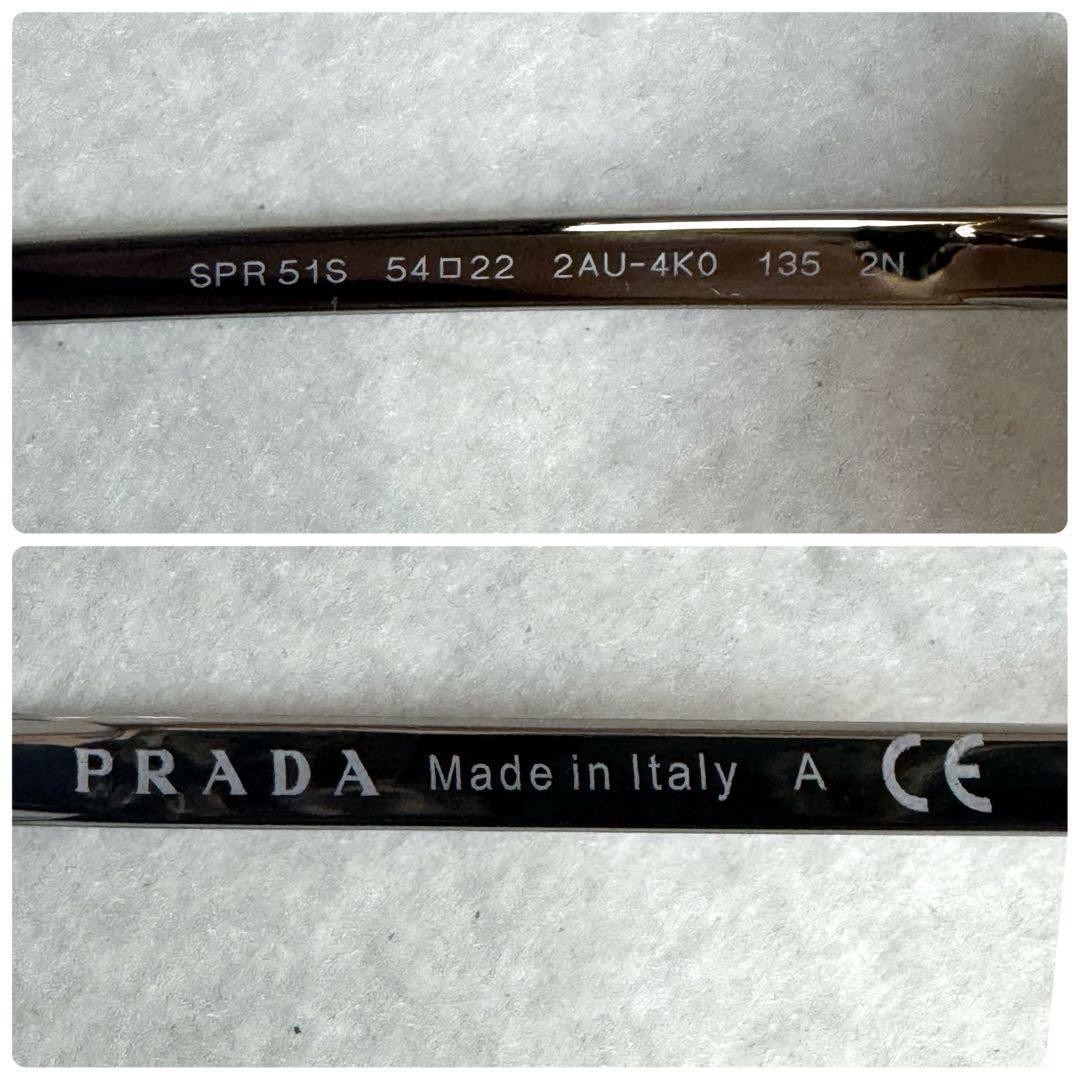 SPR 51S 54□22 2AU-4K0 135 2N
PRADA Made in Italy A CE